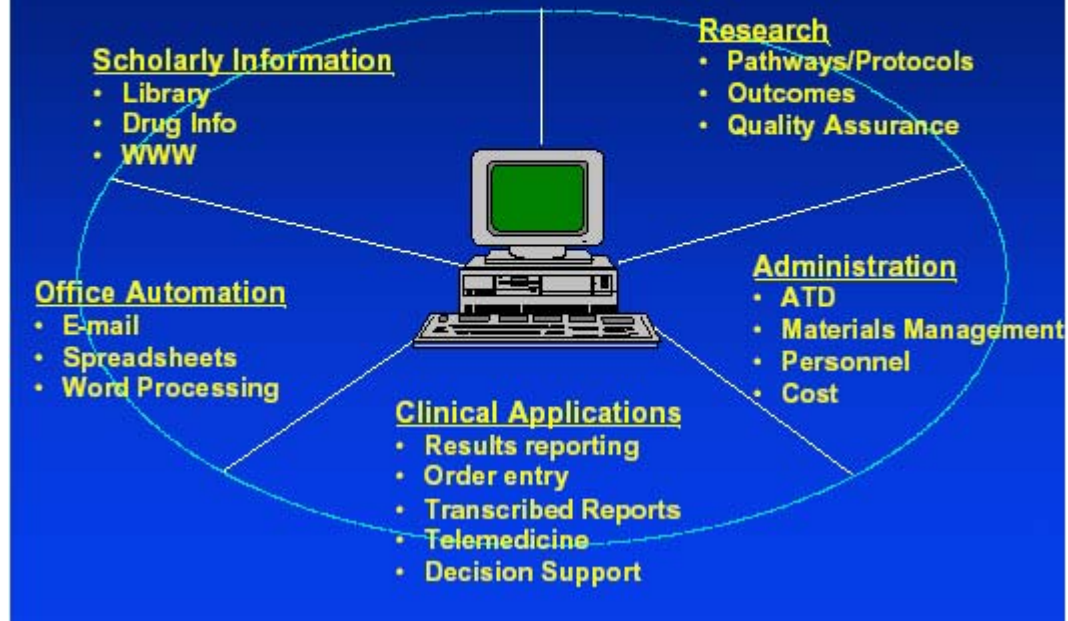 Scholarly Information
• Library
• Drug Info
• WWW
Research
• Pathways/Protocols
• Outcomes
• Quality Assurance
Office Automation
• E-mail
• Spreadsheets
• Word Processing
Administration
• ATD
• Materials Management
• Personnel
• Cost
Clinical Applications
• Results reporting
• Order entry
• Transcribed Reports
• Telemedicine
• Decision Support